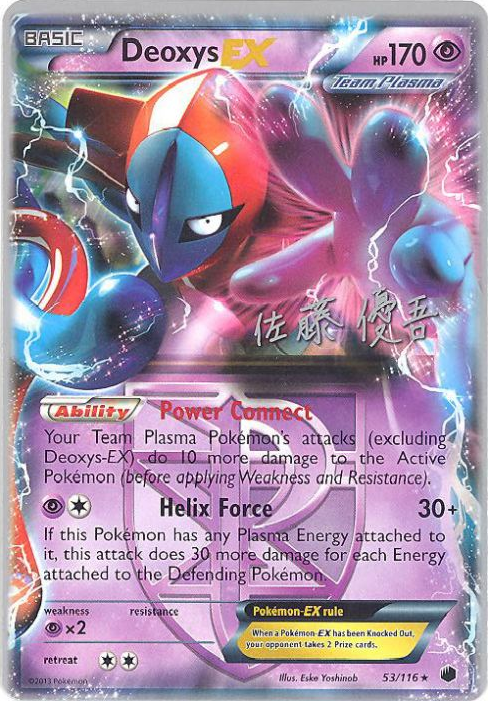 BASIC
Deoxys EX
HP170
Team Plasma
佐藤 優吾
Ability Power Connect
Your Team Plasma Pokémon's attacks (excluding
Deoxys-EX) do 10 more damage to the Active
Pokémon (before applying Weakness and Resistance).
Helix Force 30+
If this Pokémon has any Plasma Energy attached to
it, this attack does 30 more damage for each Energy
attached to the Defending Pokémon.
weakness resistance
×2
retreat
Pokémon-EX rule
When a Pokémon-EX has been Knocked Out,
your opponent takes 2 Prize cards.
©2013 Pokémon
Illus. Eske Yoshinob
53/116 ★